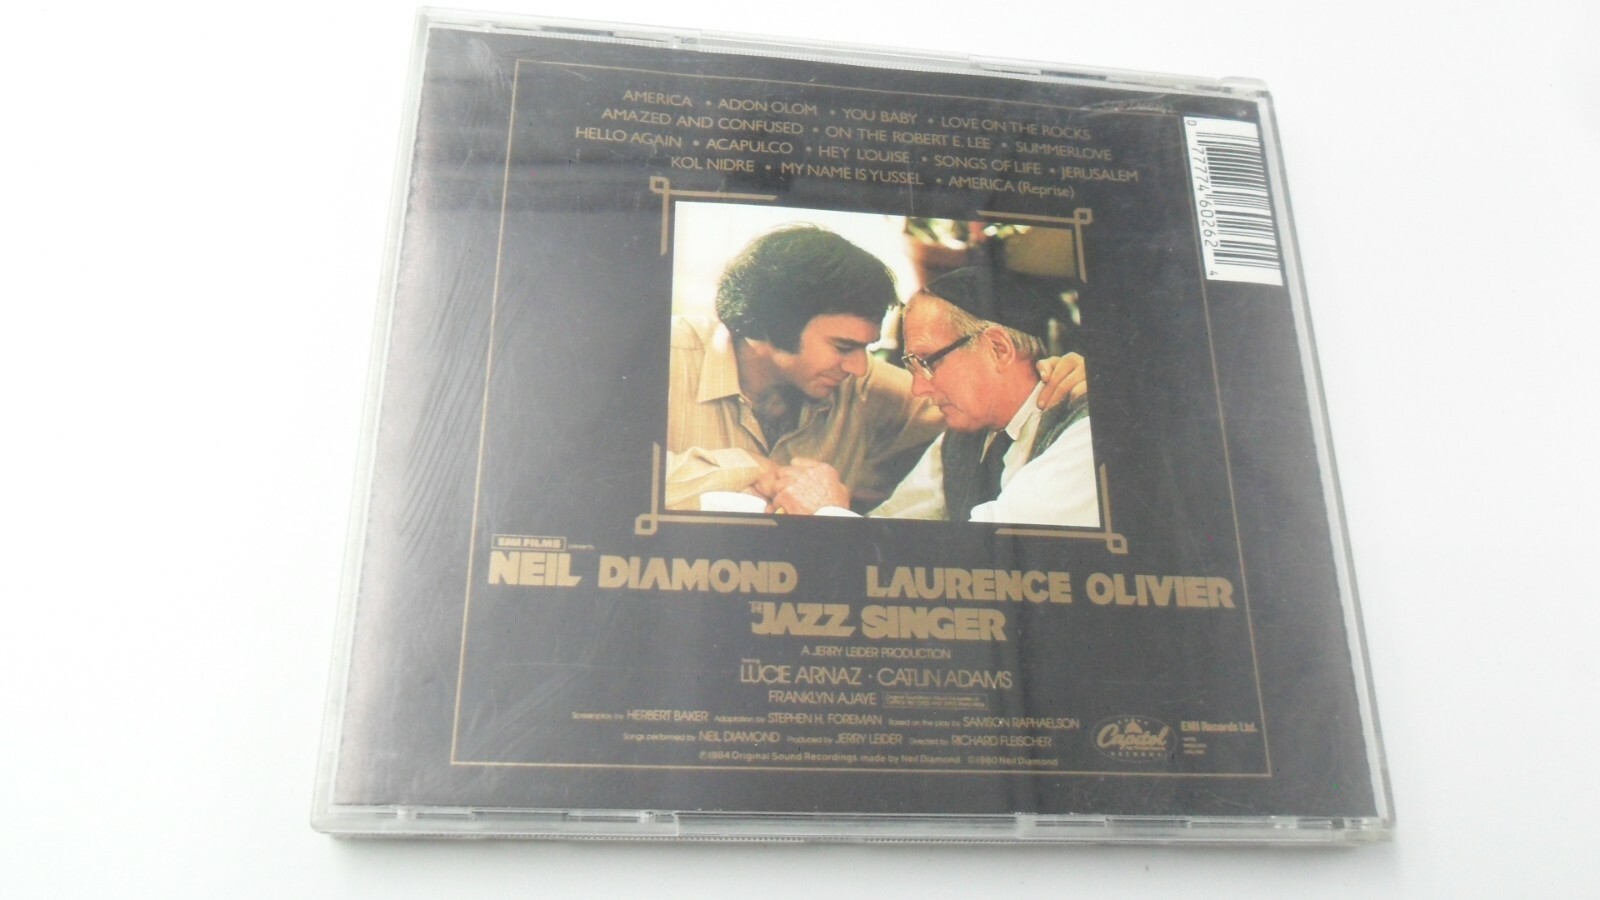 AMERICA • ADON OLOM • YOU BABY • LOVE ON THE ROCKS
AMAZED AND CONFUSED • ON THE ROBERT E. LEE • SUMMERLOVE
HELLO AGAIN • ACAPULCO • HEY LOUISE • SONGS OF LIFE • JERUSALEM
KOL NIDRE • MY NAME IS YUSSEL • AMERICA (Reprise)
0 77774 60262 4
EMI FILMS presents
NEIL DIAMOND LAURENCE OLIVIER
THE JAZZ SINGER
A JERRY LEIDER PRODUCTION
LUCIE ARNAZ • CATLIN ADAMS
FRANKLYN AJAYE
Screenplay by HERBERT BAKER Adaptation by STEPHEN H. FOREMAN Based on the play by SAMSON RAPHAELSON
Songs performed by NEIL DIAMOND Produced by JERRY LEIDER Directed by RICHARD FLEISCHER
℗1984 Original Sound Recordings made by Neil Diamond ©1980 Neil Diamond
Capitol
RECORDS
EMI Records Ltd.